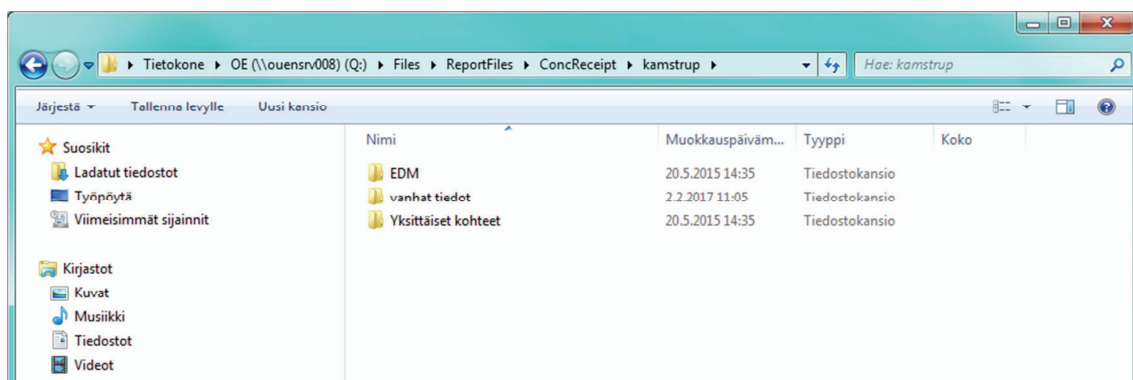 Tietokone OE (\\ouensrv008) (Q:) Files ReportFiles ConcReceipt kamstrup Hae: kamstrup
Järjestä Tallenna levylle Uusi kansio
Suosikit
Ladatut tiedostot
Työpöytä
Viimeisimmät sijainnit
Kirjastot
Kuvat
Musiikki
Tiedostot
Videot
Nimi Muokkauspäiväm... Tyyppi Koko
EDM 20.5.2015 14:35 Tiedostokansio
vanhat tiedot 2.2.2017 11:05 Tiedostokansio
Yksittäiset kohteet 20.5.2015 14:35 Tiedostokansio